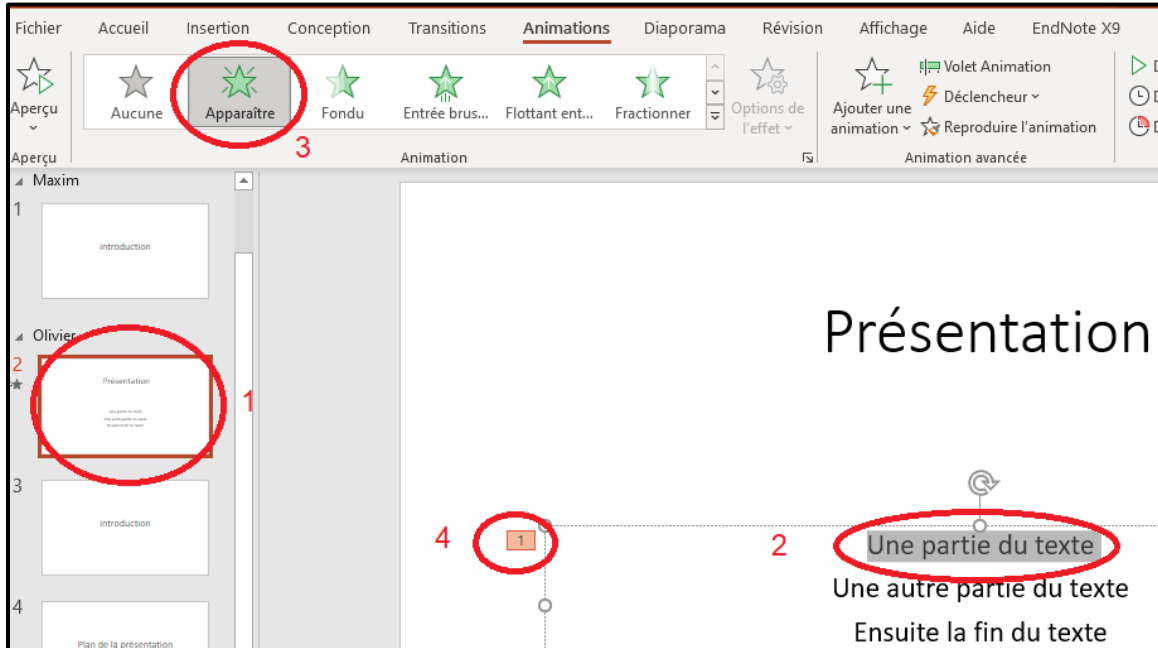 Fichier Accueil Insertion Conception Transitions Animations Diaporama Révision Affichage Aide EndNote X9
Aperçu
Aucune Apparaître Fondu Entrée brus... Flottant ent... Fractionner
Options de
l'effet
Ajouter une
animation
Volet Animation
Déclencheur
Reproduire l'animation
D
D
D
3
Aperçu Animation Animation avancée
Maxim
1
introduction
Olivier
2
Présentation
1
3
introduction
4
Plan de la présentation
Présentation
4
1
2
Une partie du texte
Une autre partie du texte
Ensuite la fin du texte